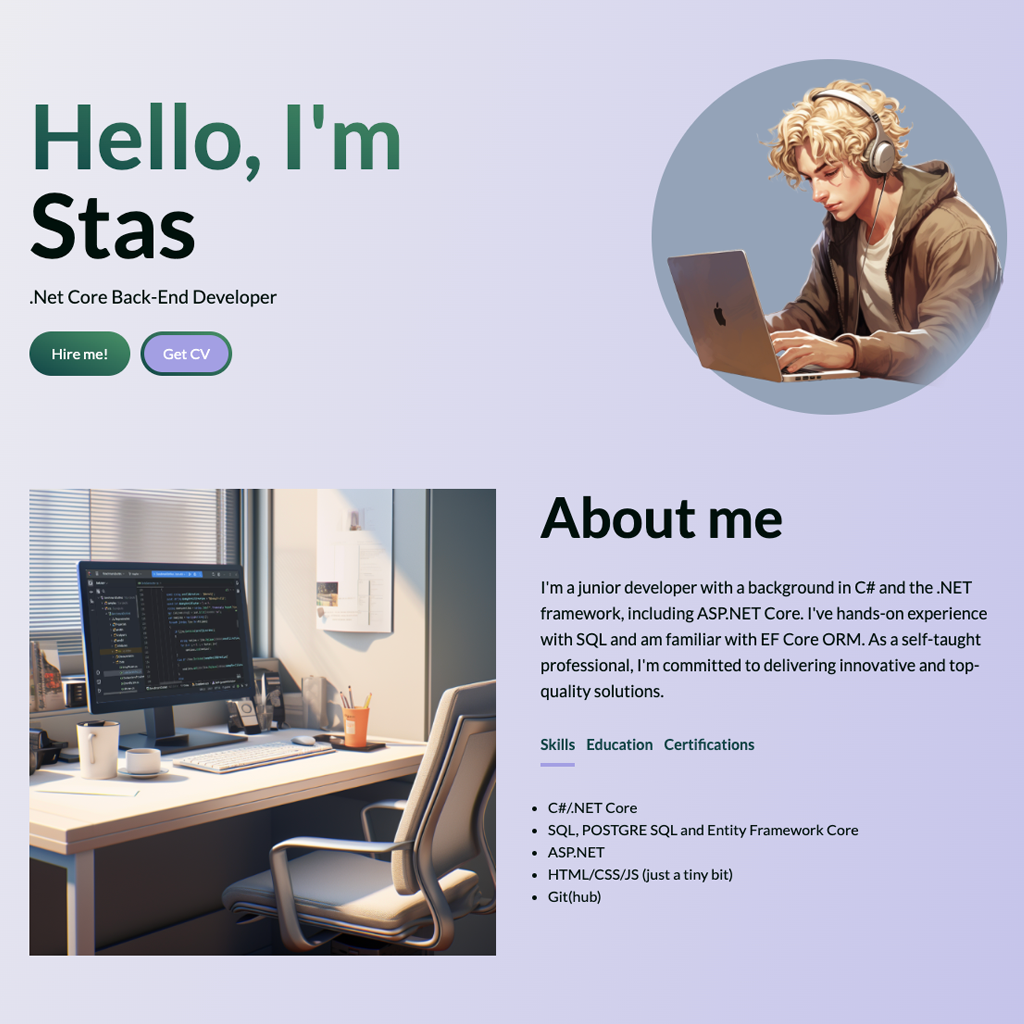 Hello, I'm
Stas
.Net Core Back-End Developer
Hire me!
Get CV
About me
I'm a junior developer with a background in C# and the .NET
framework, including ASP.NET Core. I've hands-on experience
with SQL and am familiar with EF Core ORM. As a self-taught
professional, I'm committed to delivering innovative and top-
quality solutions.
Skills Education Certifications
• C#/.NET Core
• SQL, POSTGRE SQL and Entity Framework Core
• ASP.NET
• HTML/CSS/JS (just a tiny bit)
• Git(hub)